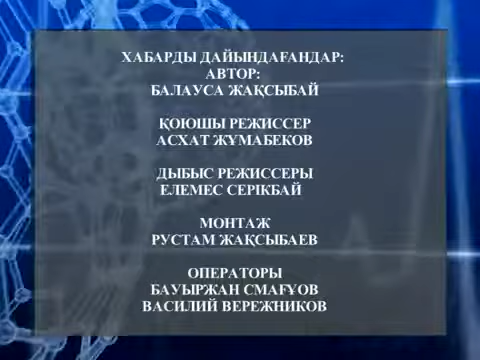 ХАБАРДЫ ДАЙЫНДАҒАНДАР:
АВТОР:
БАЛАУСА ЖАҚСЫБАЙ
ҚОЮШЫ РЕЖИССЕР
АСХАТ ЖҰМАБЕКОВ
ДЫБЫС РЕЖИССЕРЫ
ЕЛЕМЕС СЕРІКБАЙ
МОНТАЖ
РУСТАМ ЖАҚСЫБАЕВ
ОПЕРАТОРЫ
БАУЫРЖАН СМАҒҰОВ
ВАСИЛИЙ ВЕРЕЖНИКОВ